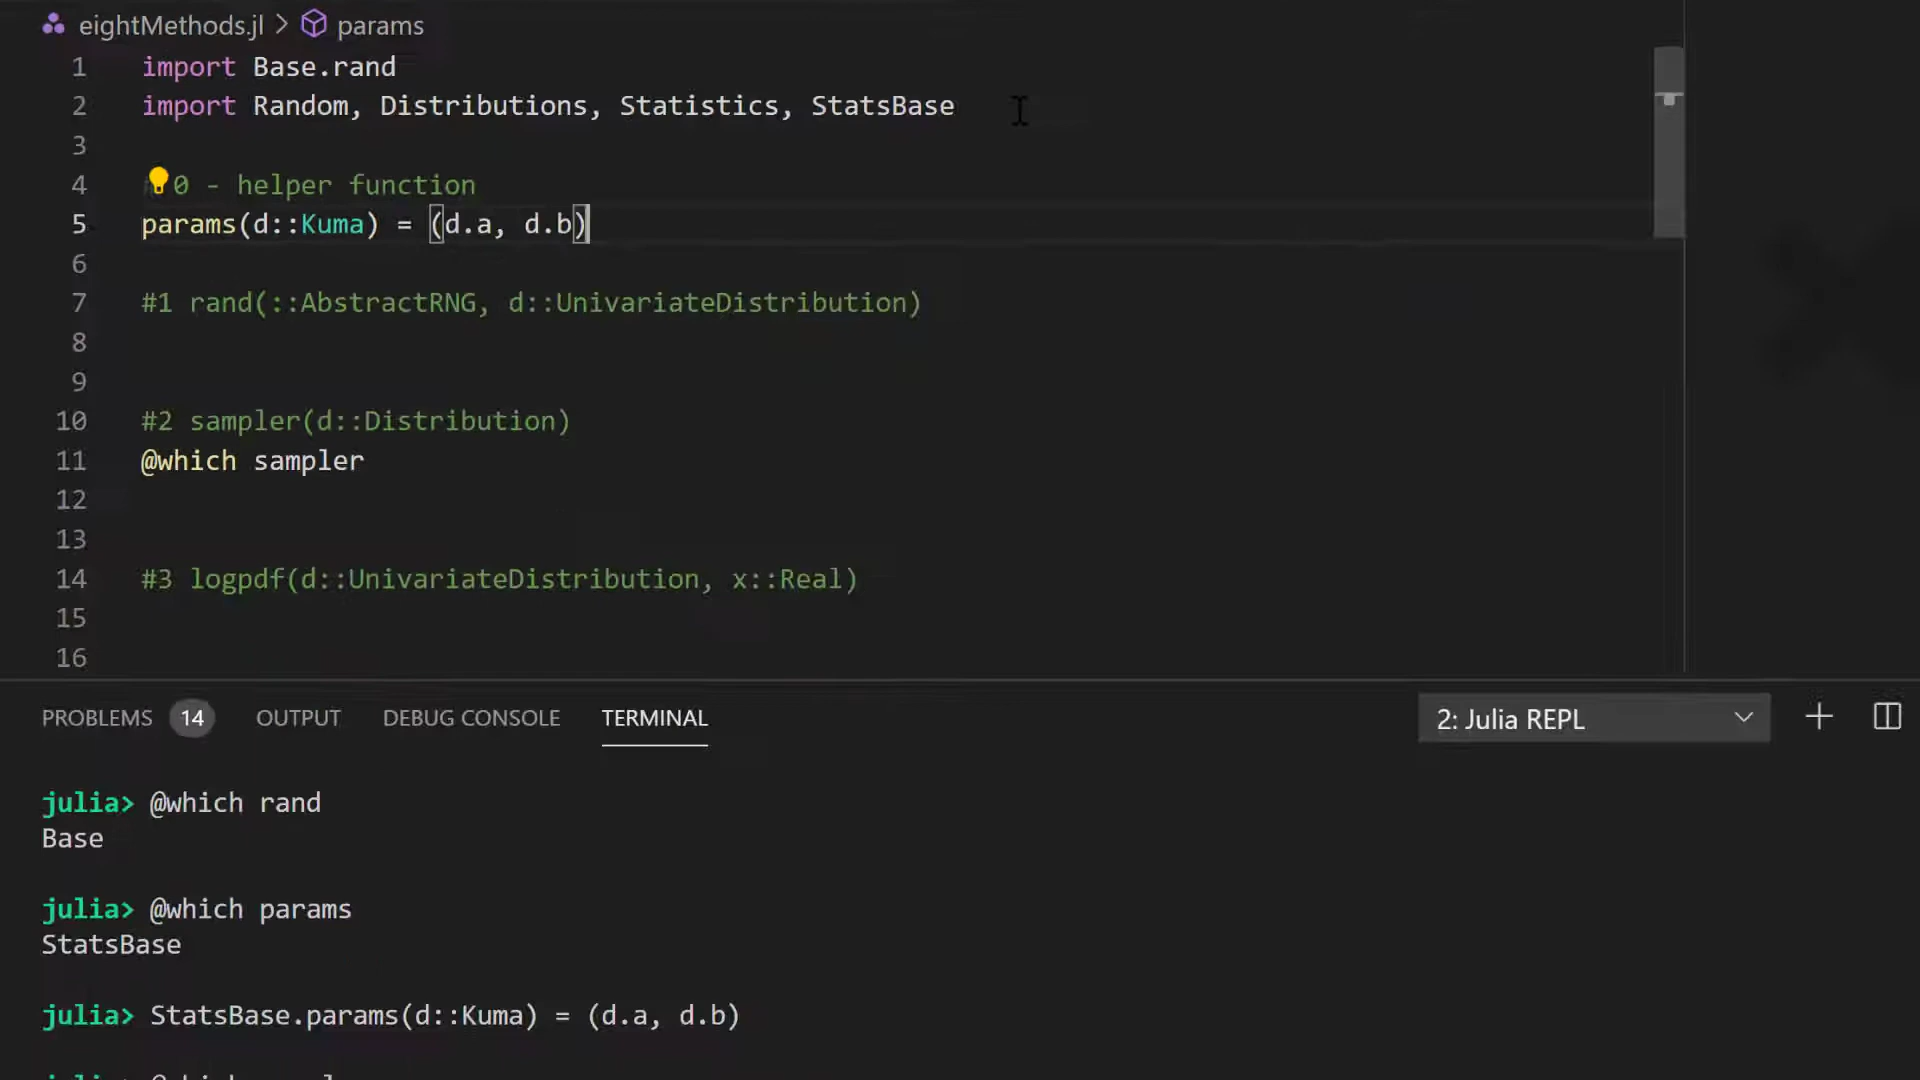 eightMethods.jl > params
1 import Base.rand
2 import Random, Distributions, Statistics, StatsBase
3
4 0 - helper function
5 params(d::Kuma) = (d.a, d.b)
6
7 #1 rand(::AbstractRNG, d::UnivariateDistribution)
8
9
10 #2 sampler(d::Distribution)
11 @which sampler
12
13
14 #3 logpdf(d::UnivariateDistribution, x::Real)
15
16
PROBLEMS 14 OUTPUT DEBUG CONSOLE TERMINAL 2: Julia REPL
julia> @which rand
Base
julia> @which params
StatsBase
julia> StatsBase.params(d::Kuma) = (d.a, d.b)